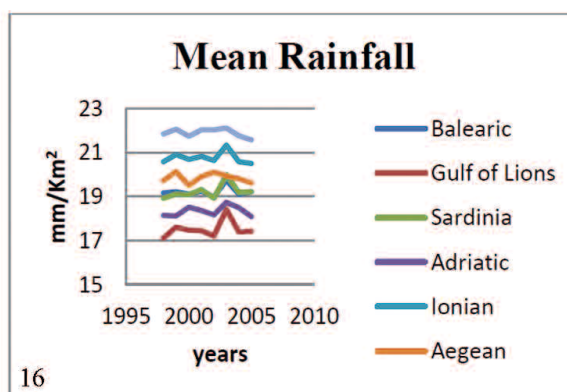 Mean Rainfall
23
21
19
17
15
mm/Km²
1995 2000 2005 2010
years
Balearic
Gulf of Lions
Sardinia
Adriatic
Ionian
Aegean
16